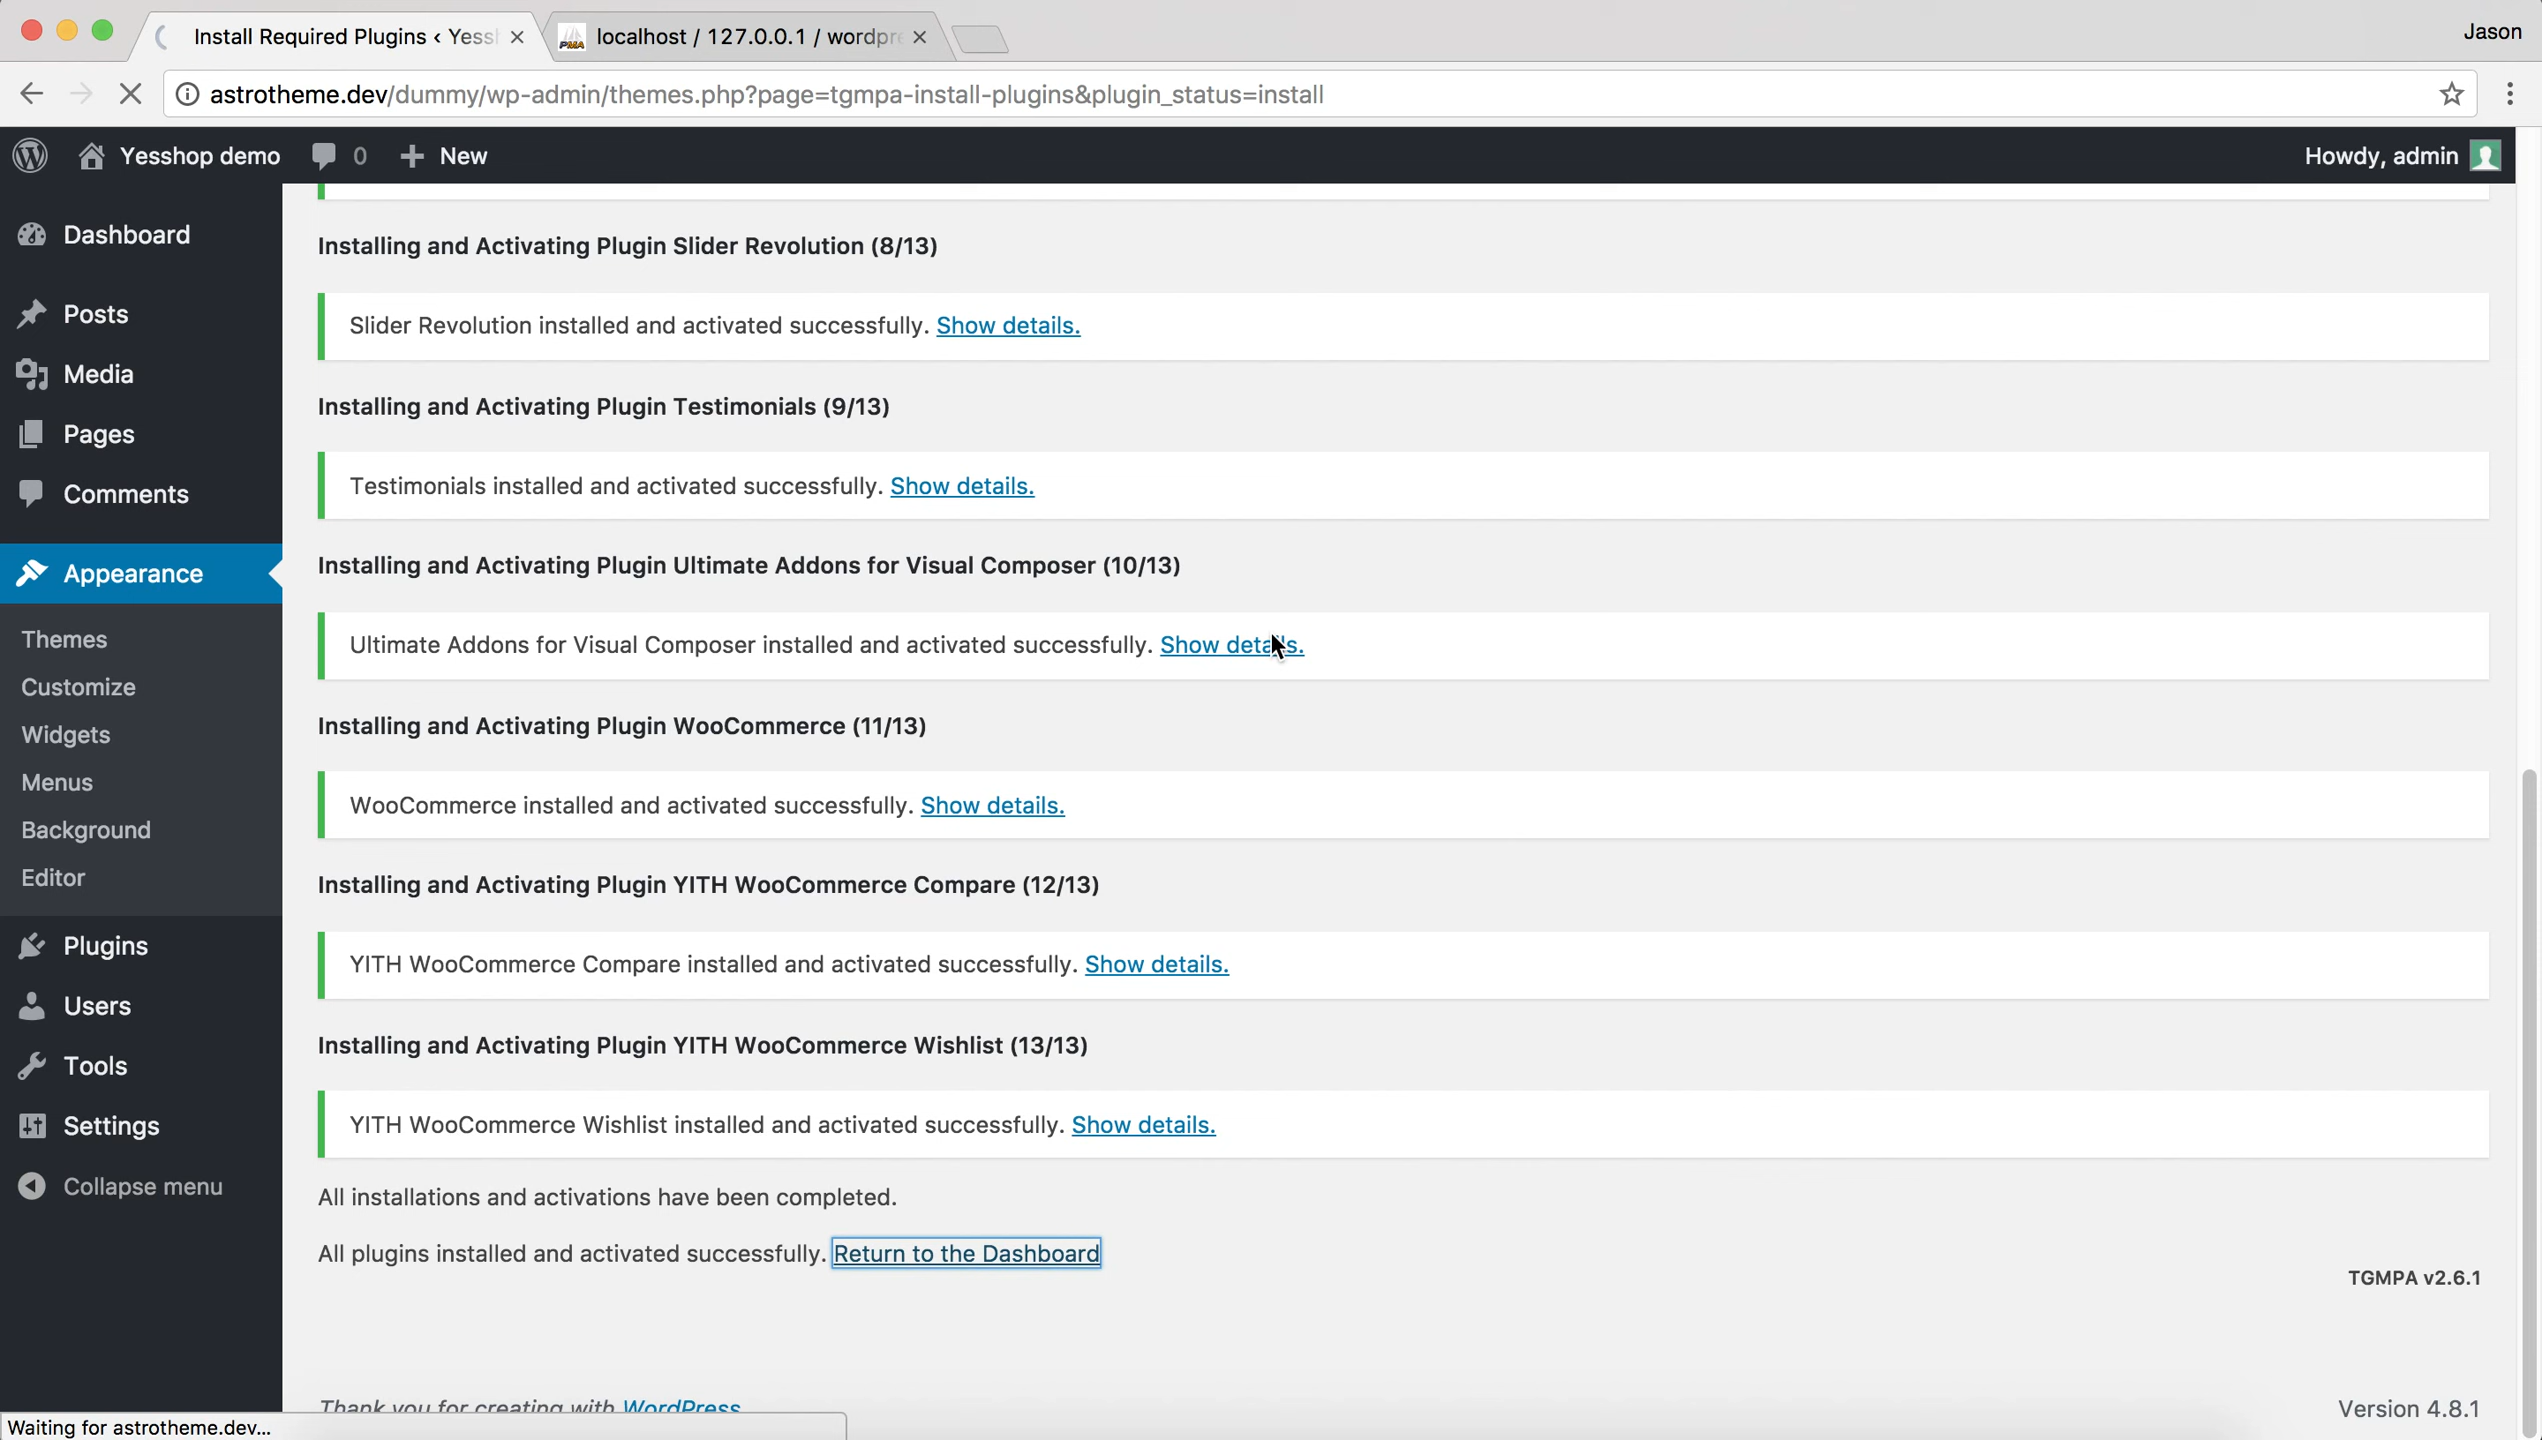 Install Required Plugins ‹ Yessh
localhost / 127.0.0.1 / wordpre
Jason
astrotheme.dev/dummy/wp-admin/themes.php?page=tgmpa-install-plugins&plugin_status=install
Yesshop demo 0 New
Howdy, admin
Dashboard
Posts
Media
Pages
Comments
Appearance
Themes
Customize
Widgets
Menus
Background
Editor
Plugins
Users
Tools
Settings
Collapse menu
Installing and Activating Plugin Slider Revolution (8/13)
Slider Revolution installed and activated successfully. Show details.
Installing and Activating Plugin Testimonials (9/13)
Testimonials installed and activated successfully. Show details.
Installing and Activating Plugin Ultimate Addons for Visual Composer (10/13)
Ultimate Addons for Visual Composer installed and activated successfully. Show details.
Installing and Activating Plugin WooCommerce (11/13)
WooCommerce installed and activated successfully. Show details.
Installing and Activating Plugin YITH WooCommerce Compare (12/13)
YITH WooCommerce Compare installed and activated successfully. Show details.
Installing and Activating Plugin YITH WooCommerce Wishlist (13/13)
YITH WooCommerce Wishlist installed and activated successfully. Show details.
All installations and activations have been completed.
All plugins installed and activated successfully. Return to the Dashboard
TGMPA v2.6.1
Thank you for creating with WordPress
Version 4.8.1
Waiting for astrotheme.dev...